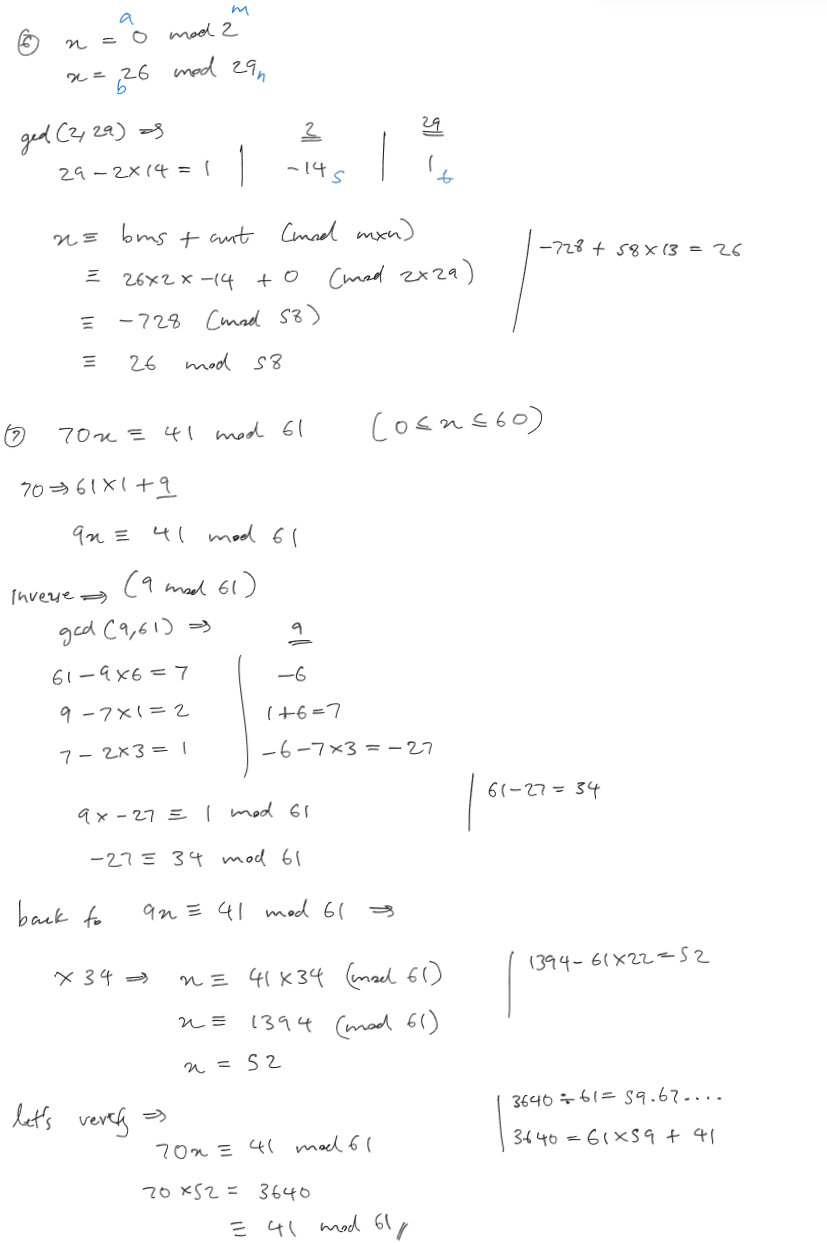 ⑥ x = 0 mod 2 a m
x = 26 mod 29 b n
gcd (2, 29) ⇒ 2 29
29 - 2×14 = 1 | -14 s | 1 t
x ≡ bms + ant (mod m×n) | -728 + 58×13 = 26
≡ 26×2×-14 + 0 (mod 2×29)
≡ -728 (mod 58)
≡ 26 mod 58
⑦ 70x ≡ 41 mod 61 (0≤x≤60)
70 ⇒ 61×1 + 9
9x ≡ 41 mod 61
inverse ⇒ (9 mod 61)
gcd (9,61) ⇒ 9
61 - 9×6 = 7 | -6
9 - 7×1 = 2 | 1+6 = 7
7 - 2×3 = 1 | -6-7×3 = -27
9×-27 ≡ 1 mod 61 | 61-27 = 34
-27 ≡ 34 mod 61
back to 9x ≡ 41 mod 61 ⇒
× 34 ⇒ x ≡ 41×34 (mod 61) | 1394-61×22 = 52
x ≡ 1394 (mod 61)
x = 52
let's verify ⇒ | 3640 ÷ 61 = 59.67....
70x ≡ 41 mod 61 | 3640 = 61×59 + 41
70×52 = 3640
≡ 41 mod 61 //